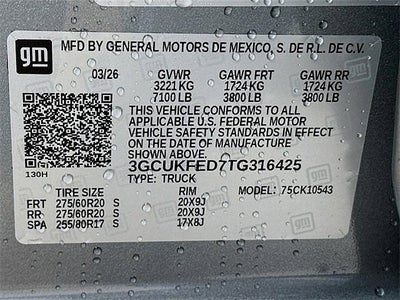 gm
MFD BY GENERAL MOTORS DE MEXICO, S. DE R.L. DE C.V.
03/26 GVWR GAWR FRT GAWR RR
3221 KG 1724 KG 1724 KG
7100 LB 3800 LB 3800 LB
THIS VEHICLE CONFORMS TO ALL
APPLICABLE U.S. FEDERAL MOTOR
VEHICLE SAFETY STANDARDS IN EFFECT
ON THE DATE OF MANUFACTURE
SHOWN ABOVE.
3GCUKFED7TG316425
130H TYPE: TRUCK MODEL: 75CK10543
TIRE SIZE RIM
FRT 275/60R20 S 20X9J
RR 275/60R20 S 20X9J
SPA 255/80R17 S 17X8J